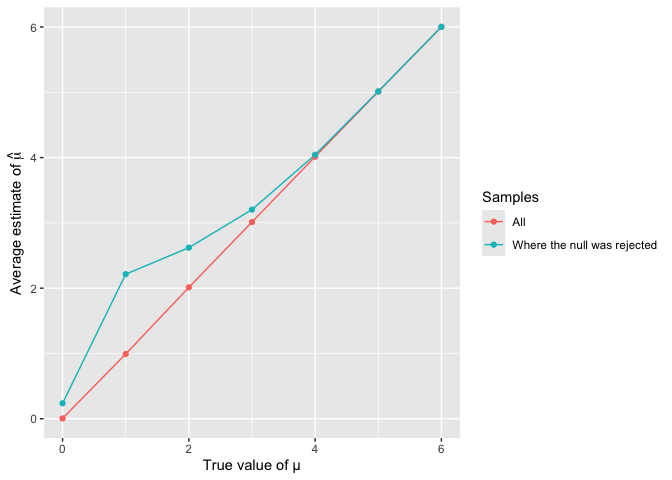 6
4
2
0
Average estimate of μ̂
0
2
4
6
True value of μ
Samples
All
Where the null was rejected